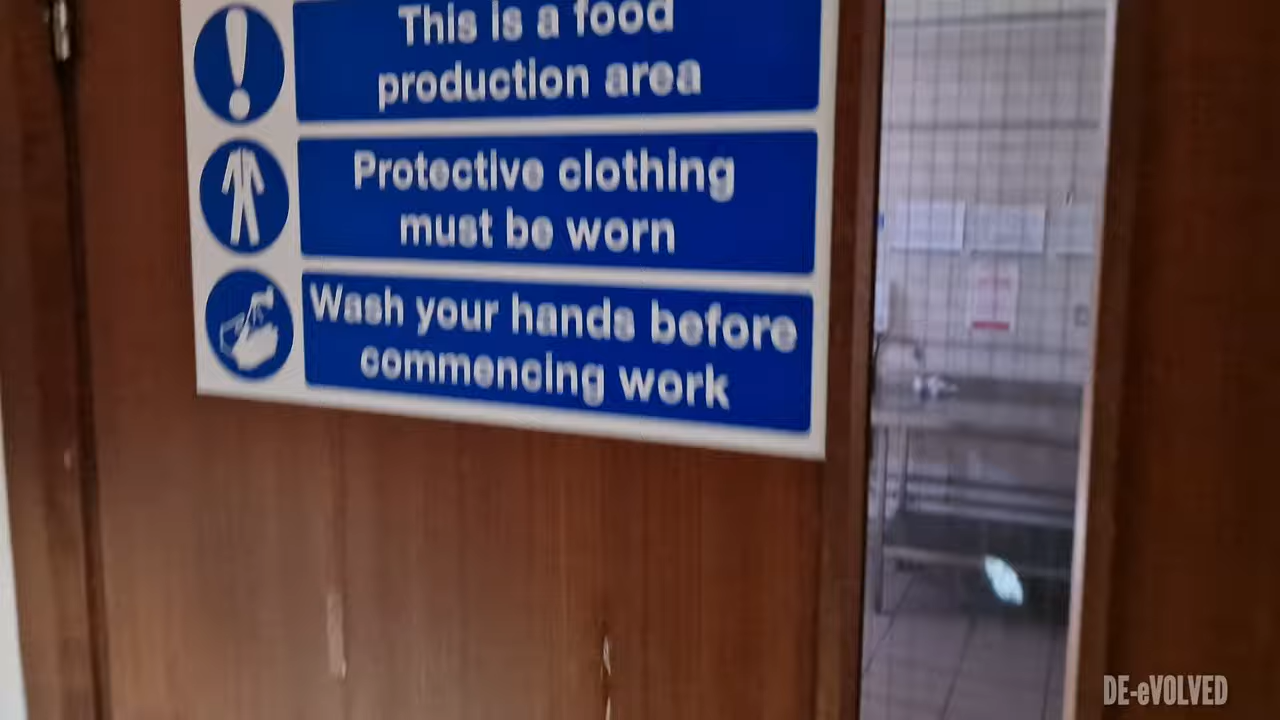 This is a food
production area
Protective clothing
must be worn
Wash your hands before
commencing work
DE-eVOLVED